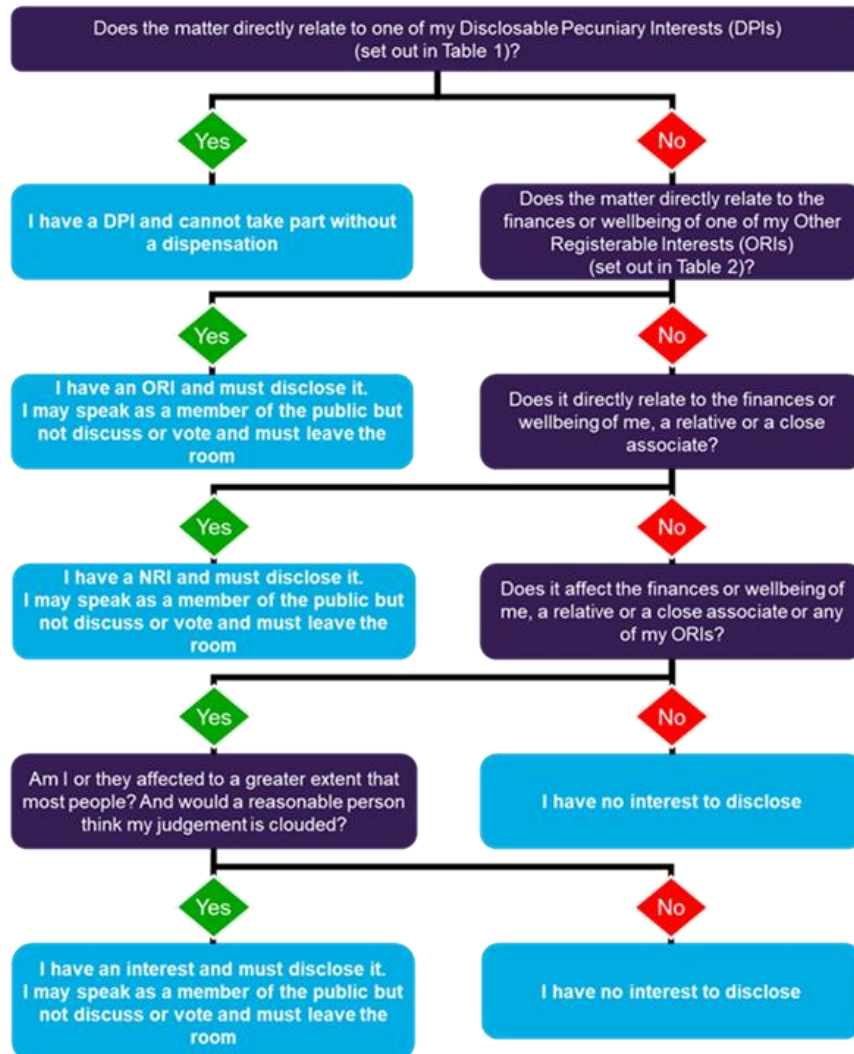 Does the matter directly relate to one of my Disclosable Pecuniary Interests (DPIs)
(set out in Table 1)?
Yes
No
I have a DPI and cannot take part without
a dispensation
Does the matter directly relate to the
finances or wellbeing of one of my Other
Registerable Interests (ORIs)
(set out in Table 2)?
Yes
No
I have an ORI and must disclose it.
I may speak as a member of the public but
not discuss or vote and must leave the
room
Does it directly relate to the finances or
wellbeing of me, a relative or a close
associate?
Yes
No
I have a NRI and must disclose it.
I may speak as a member of the public but
not discuss or vote and must leave the
room
Does it affect the finances or wellbeing of
me, a relative or a close associate or any
of my ORIs?
Yes
No
Am I or they affected to a greater extent that
most people? And would a reasonable person
think my judgement is clouded?
I have no interest to disclose
Yes
No
I have an interest and must disclose it.
I may speak as a member of the public but
not discuss or vote and must leave the
room
I have no interest to disclose